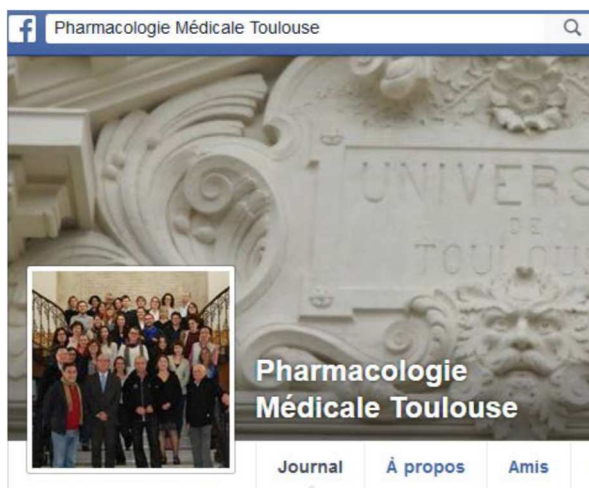 f Pharmacologie Médicale Toulouse
UNIVERS
DE
TOULOUS
Pharmacologie
Médicale Toulouse
Journal À propos Amis